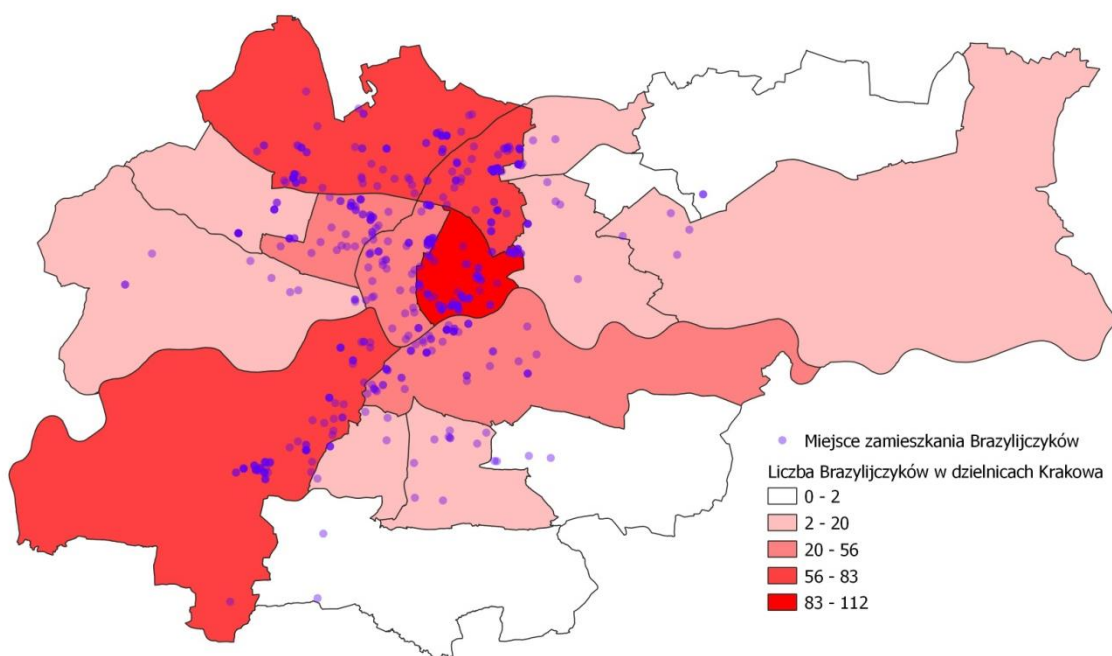 Miejsce zamieszkania Brazylijczyków
Liczba Brazylijczyków w dzielnicach Krakowa
0 - 2
2 - 20
20 - 56
56 - 83
83 - 112